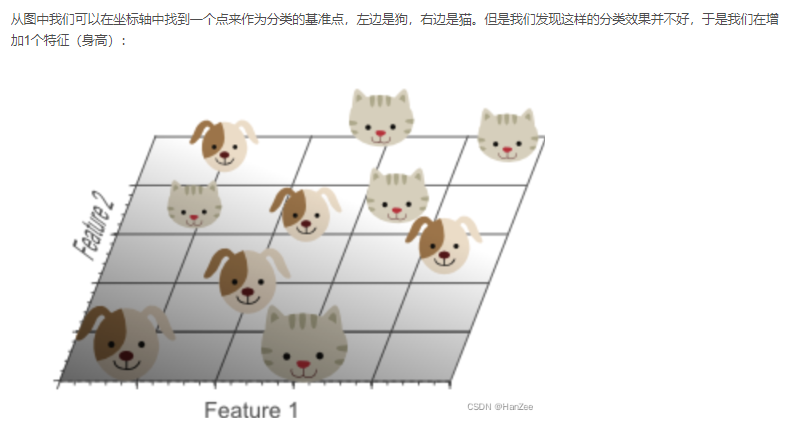 从图中我们可以在坐标轴中找到一个点来作为分类的基准点，左边是狗，右边是猫。但是我们发现这样的分类效果并不好，于是我们在增
加1个特征（身高）：
Feature 2
Feature 1
CSDN @HanZee